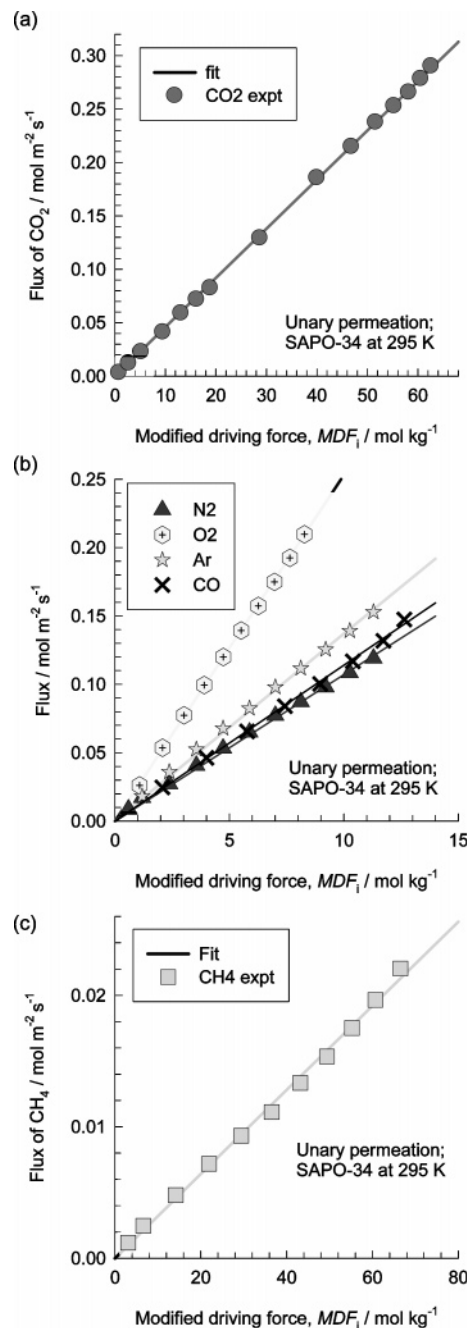 (a)
0.30
0.25
0.20
0.15
0.10
0.05
0.00
Flux of CO₂ / mol m⁻² s⁻¹
fit
CO2 expt
Unary permeation;
SAPO-34 at 295 K
0 10 20 30 40 50 60
Modified driving force, MDFᵢ / mol kg⁻¹
(b)
0.25
0.20
0.15
0.10
0.05
0.00
Flux / mol m⁻² s⁻¹
N2
O2
Ar
CO
Unary permeation;
SAPO-34 at 295 K
0 5 10 15
Modified driving force, MDFᵢ / mol kg⁻¹
(c)
0.02
0.01
0.00
Flux of CH₄ / mol m⁻² s⁻¹
Fit
CH4 expt
Unary permeation;
SAPO-34 at 295 K
0 20 40 60 80
Modified driving force, MDFᵢ / mol kg⁻¹